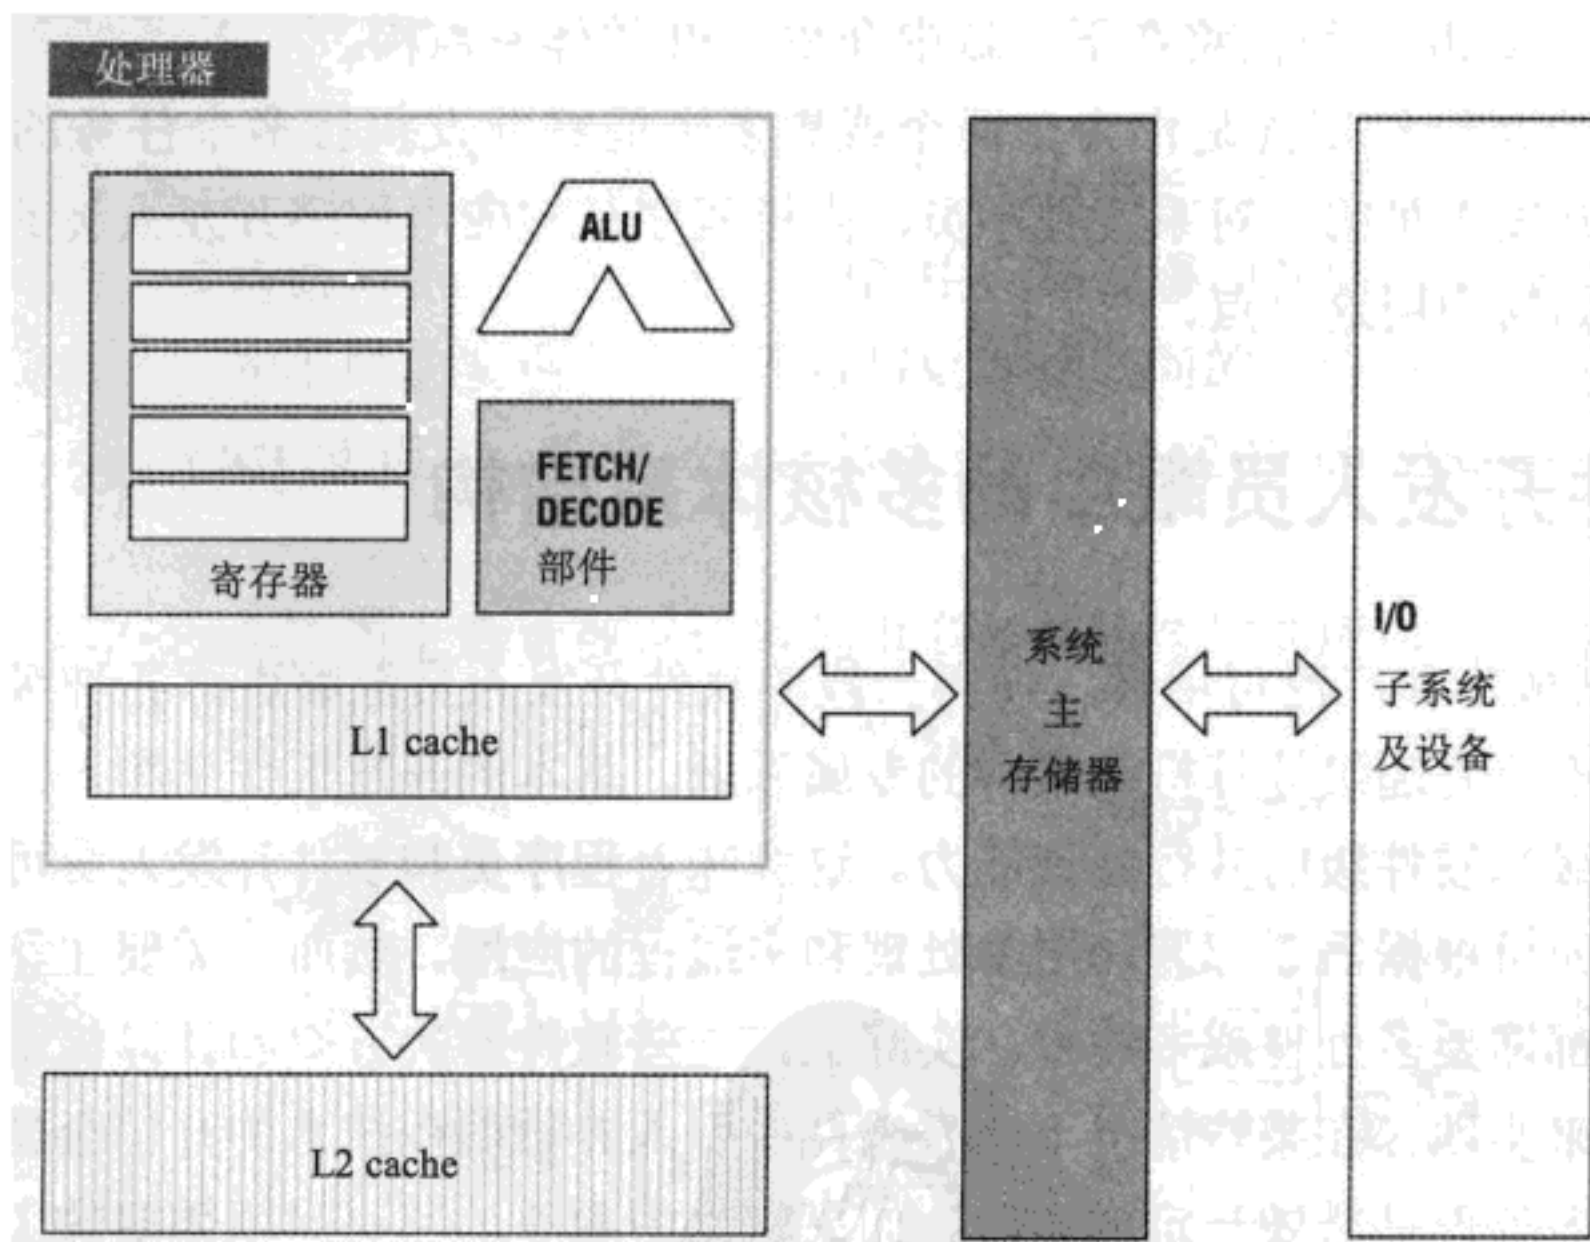 处理器
ALU
FETCH/
DECODE
部件
寄存器
L1 cache
L2 cache
系统
主
存储器
I/O
子系统
及设备